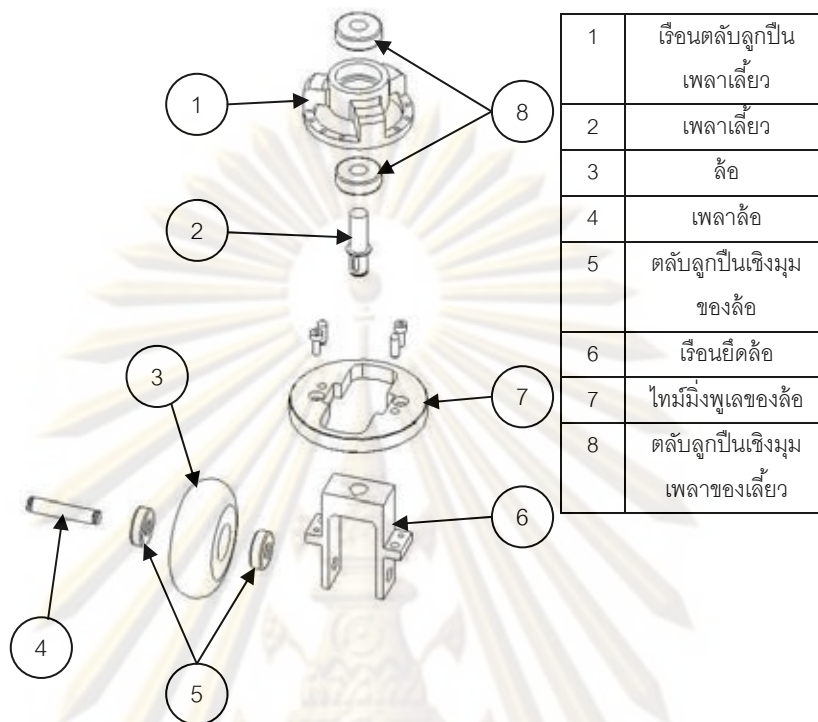 1 เรือนตลับลูกปืน
เพลาเลี้ยว
2 เพลาเลี้ยว
3 ล้อ
4 เพลาล้อ
5 ตลับลูกปืนเชิงมุม
ของล้อ
6 เรือนยึดล้อ
7 ไทม์มิ่งพูเลของล้อ
8 ตลับลูกปืนเชิงมุม
เพลาของเลี้ยว
1
8
2
3
7
6
4
5